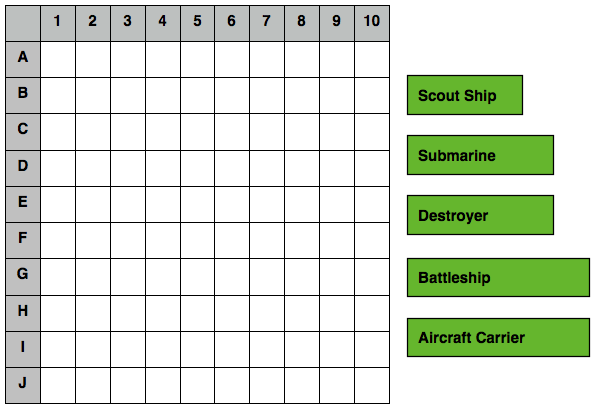 1 2 3 4 5 6 7 8 9 10
A
B
Scout Ship
C
D
Submarine
E
Destroyer
F
G
Battleship
H
I
Aircraft Carrier
J